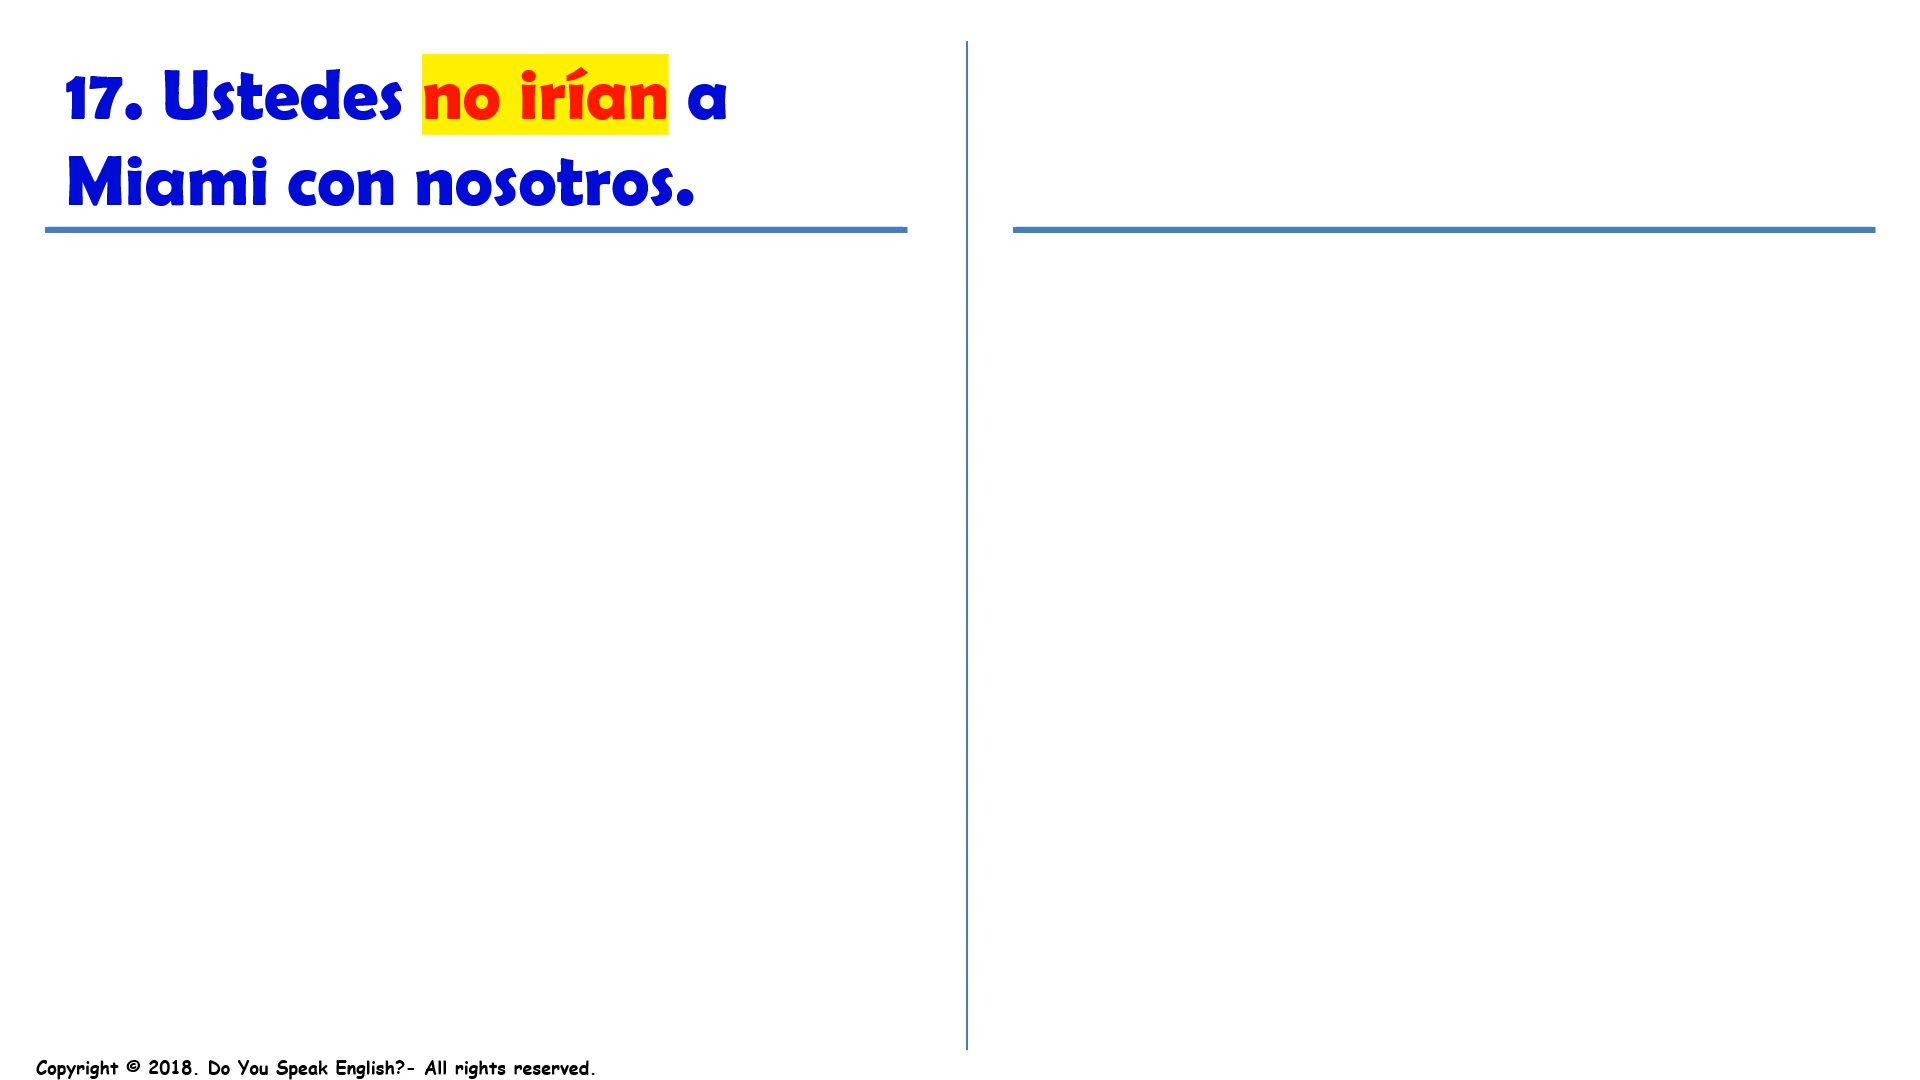 17. Ustedes no irían a
Miami con nosotros.
Copyright © 2018. Do You Speak English?- All rights reserved.